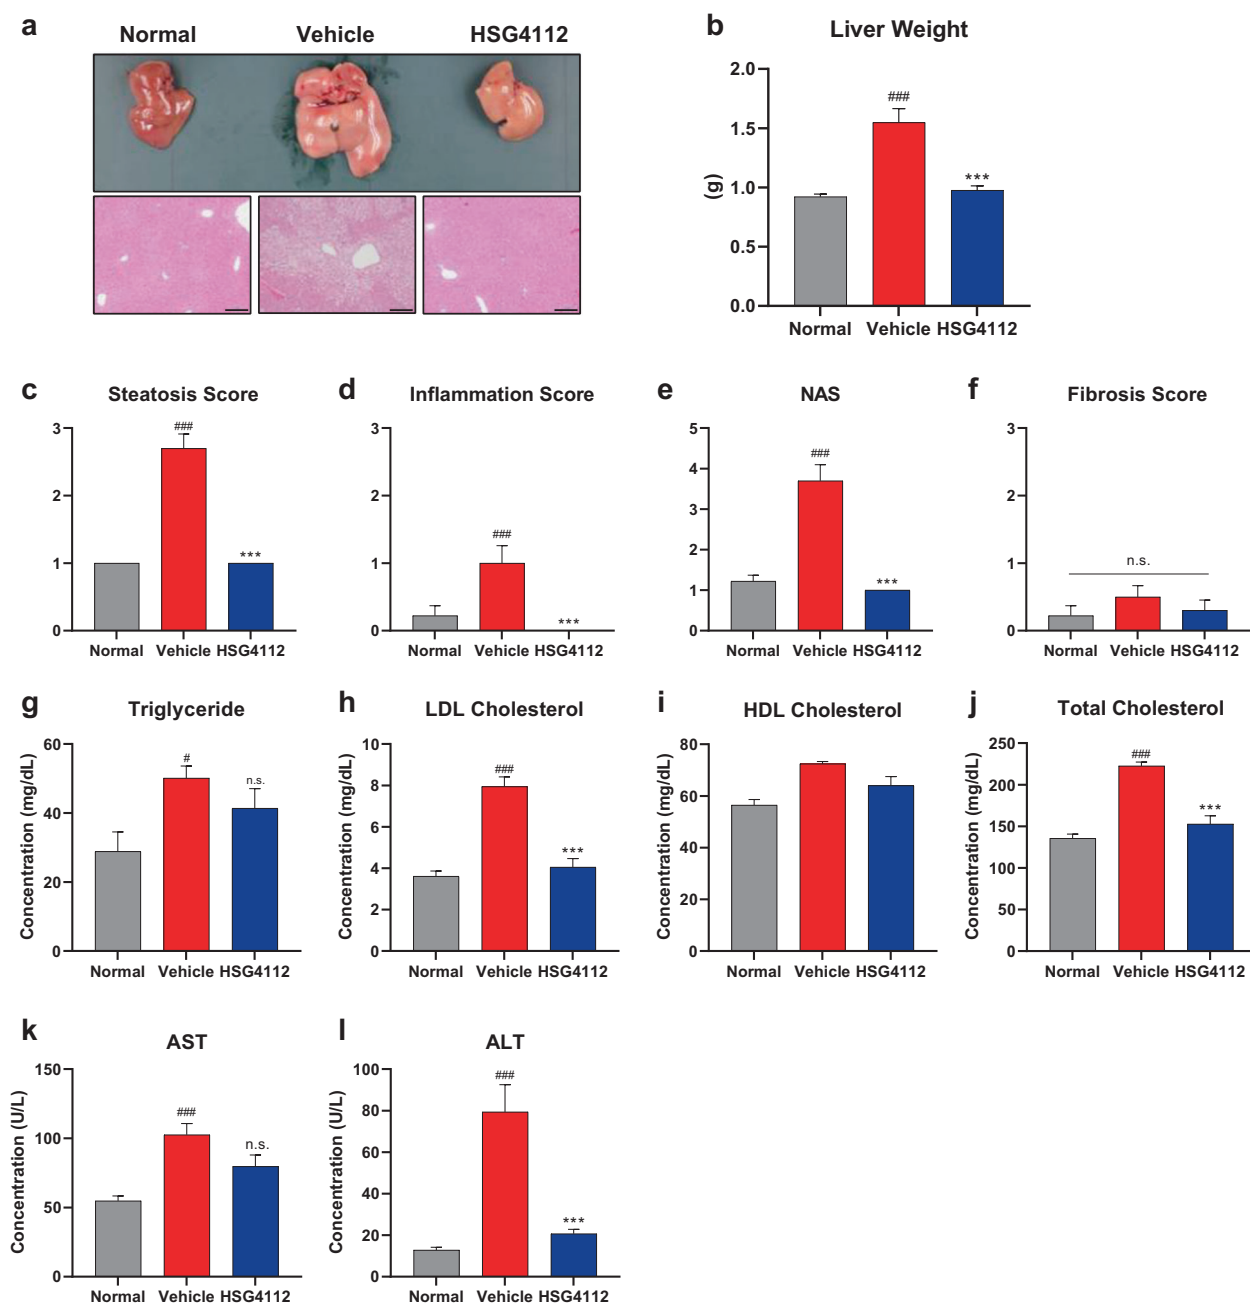 a
Normal Vehicle HSG4112
b
Liver Weight
(g)
2.0
1.5
1.0
0.5
0.0
###
***
Normal Vehicle HSG4112
c
Steatosis Score
3
2
1
0
###
***
Normal Vehicle HSG4112
d
Inflammation Score
3
2
1
0
###
***
Normal Vehicle HSG4112
e
NAS
5
4
3
2
1
0
###
***
Normal Vehicle HSG4112
f
Fibrosis Score
3
2
1
0
n.s.
Normal Vehicle HSG4112
g
Triglyceride
Concentration (mg/dL)
60
40
20
0
#
n.s.
Normal Vehicle HSG4112
h
LDL Cholesterol
Concentration (mg/dL)
10
8
6
4
2
0
###
***
Normal Vehicle HSG4112
i
HDL Cholesterol
Concentration (mg/dL)
80
60
40
20
0
Normal Vehicle HSG4112
j
Total Cholesterol
Concentration (mg/dL)
250
200
150
100
50
0
###
***
Normal Vehicle HSG4112
k
AST
Concentration (U/L)
150
100
50
0
###
n.s.
Normal Vehicle HSG4112
l
ALT
Concentration (U/L)
100
80
60
40
20
0
###
***
Normal Vehicle HSG4112